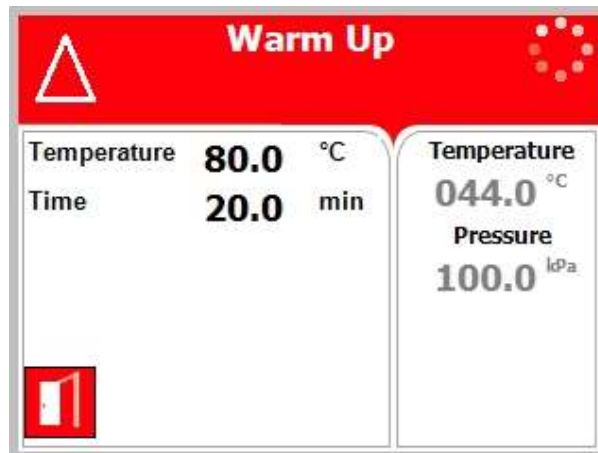 Warm Up
Temperature 80.0 °C
Time 20.0 min
Temperature
044.0 °C
Pressure
100.0 kPa